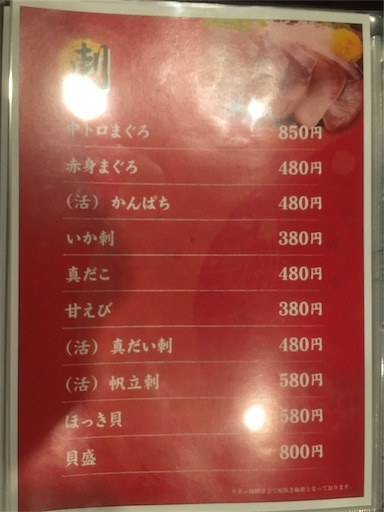 刺
中トロまぐろ 850円
赤身まぐろ 480円
（活）かんぱち 480円
いか刺 380円
真だこ 480円
甘えび 380円
（活）真だい刺 480円
（活）帆立刺 580円
ほっき貝 580円
貝盛 800円